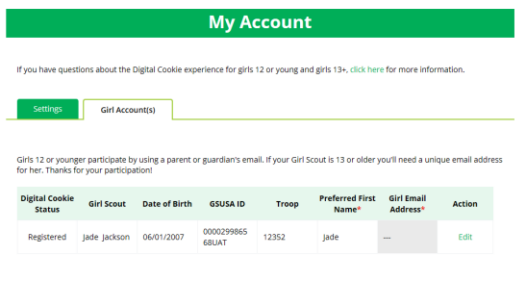 My Account
If you have questions about the Digital Cookie experience for girls 12 or young and girls 13+, click here for more information.
Settings
Girl Account(s)
Girls 12 or younger participate by using a parent or guardian's email. If your Girl Scout is 13 or older you'll need a unique email address
for her. Thanks for your participation!
Digital Cookie Status Girl Scout Date of Birth GSUSA ID Troop Preferred First Name* Girl Email Address* Action
Registered Jade Jackson 06/01/2007 000029986568UAT 12352 Jade --- Edit